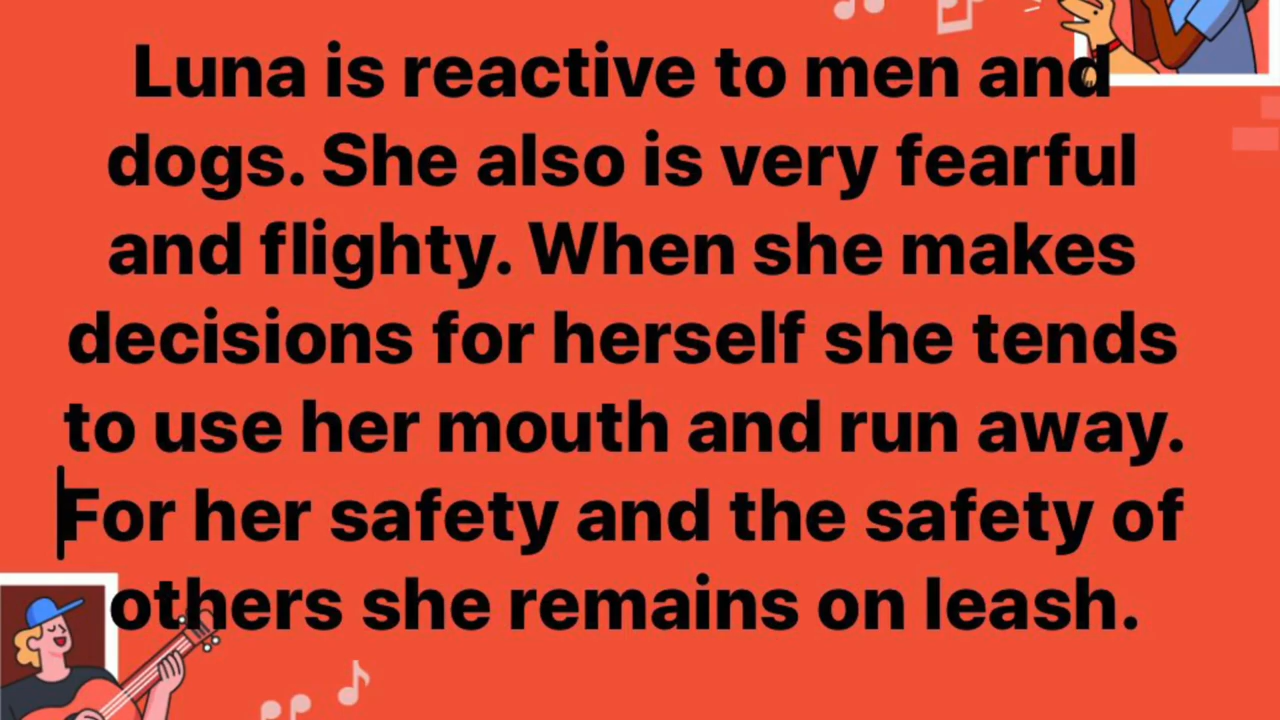 Luna is reactive to men and
dogs. She also is very fearful
and flighty. When she makes
decisions for herself she tends
to use her mouth and run away.
For her safety and the safety of
others she remains on leash.